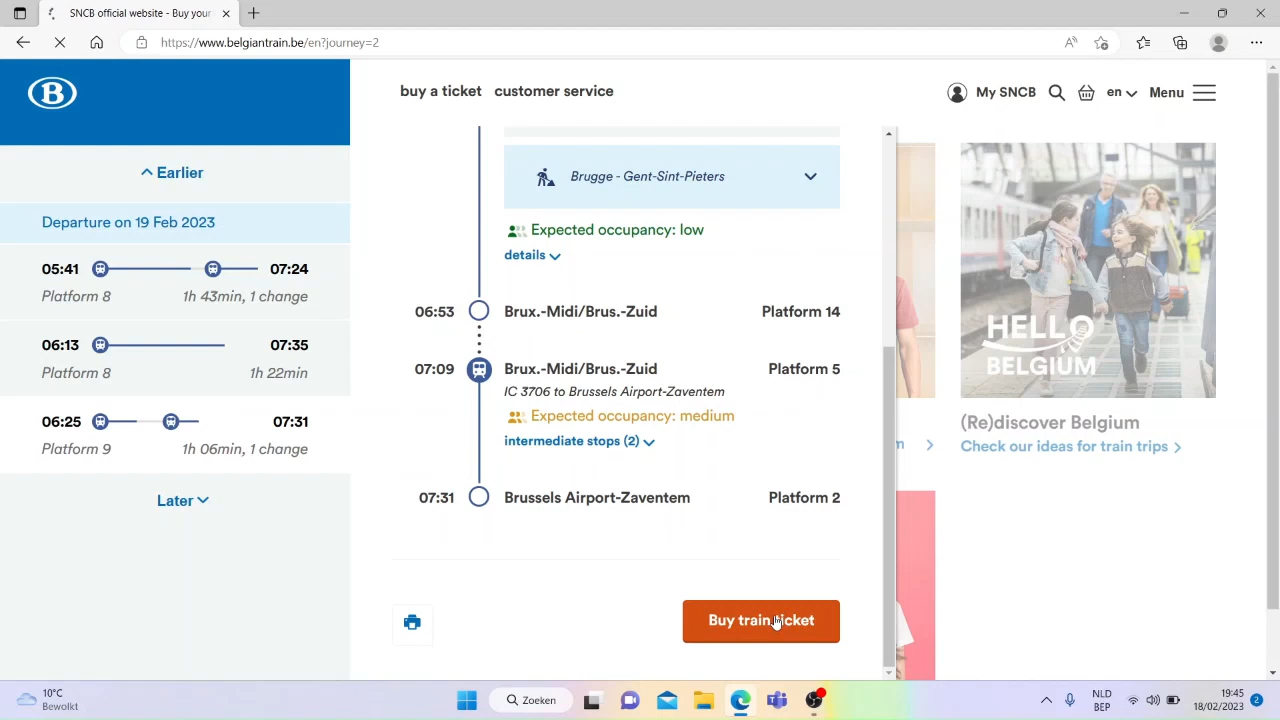 SNCB official website - Buy your
https://www.belgiantrain.be/en?journey=2
B
buy a ticket customer service
My SNCB
en
Menu
Earlier
Departure on 19 Feb 2023
05:41 07:24
Platform 8 1h 43min, 1 change
06:13 07:35
Platform 8 1h 22min
06:25 07:31
Platform 9 1h 06min, 1 change
Later
Brugge - Gent-Sint-Pieters
Expected occupancy: low
details
06:53 Brux.-Midi/Brus.-Zuid Platform 14
07:09 Brux.-Midi/Brus.-Zuid Platform 5
IC 3706 to Brussels Airport-Zaventem
Expected occupancy: medium
intermediate stops (2)
07:31 Brussels Airport-Zaventem Platform 2
Buy train ticket
HELLO
BELGIUM
(Re)discover Belgium
Check our ideas for train trips
10°C
Bewolkt
Zoeken
NLD
BEP
19:45
18/02/2023
2